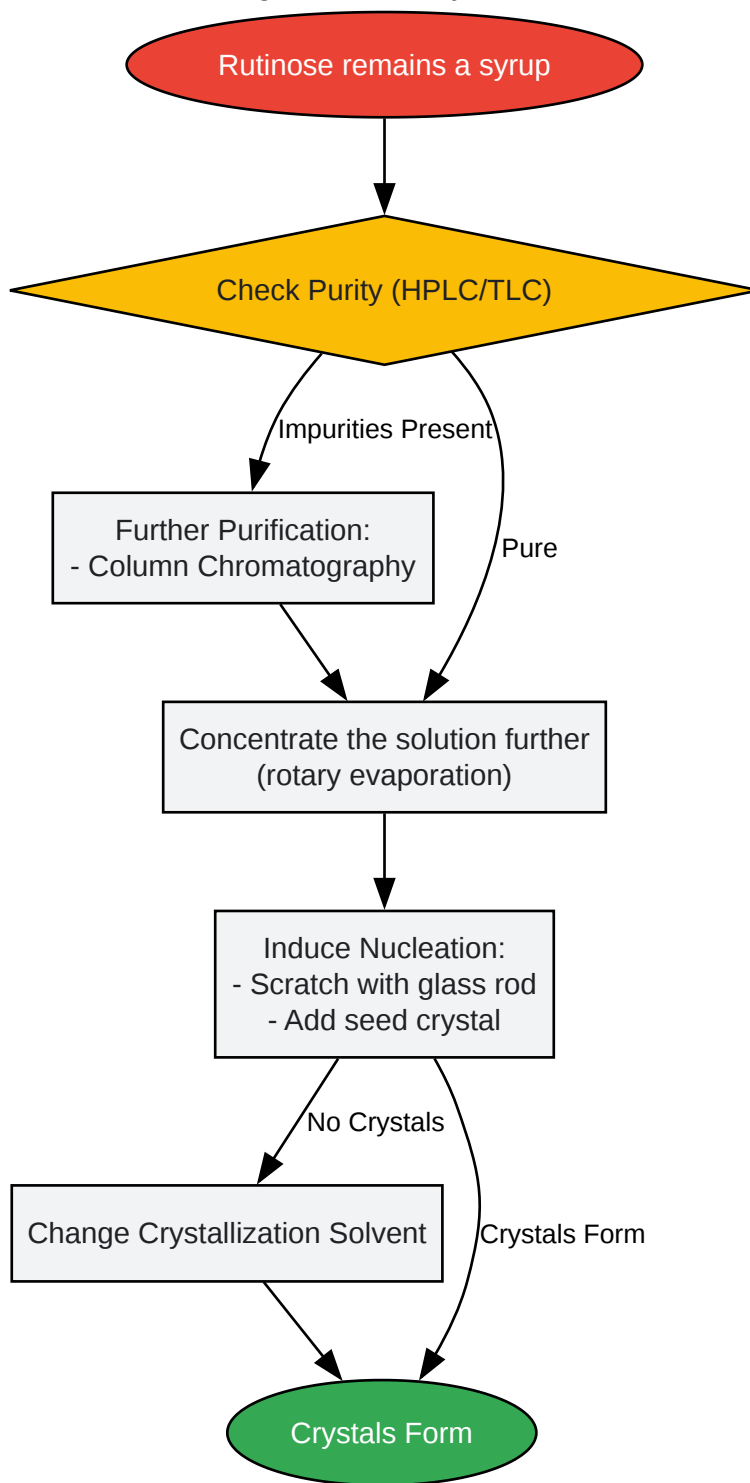 Rutinose remains a syrup
Check Purity (HPLC/TLC)
Impurities Present
Further Purification:
- Column Chromatography
Pure
Concentrate the solution further
(rotary evaporation)
Induce Nucleation:
- Scratch with glass rod
- Add seed crystal
No Crystals
Change Crystallization Solvent
Crystals Form
Crystals Form